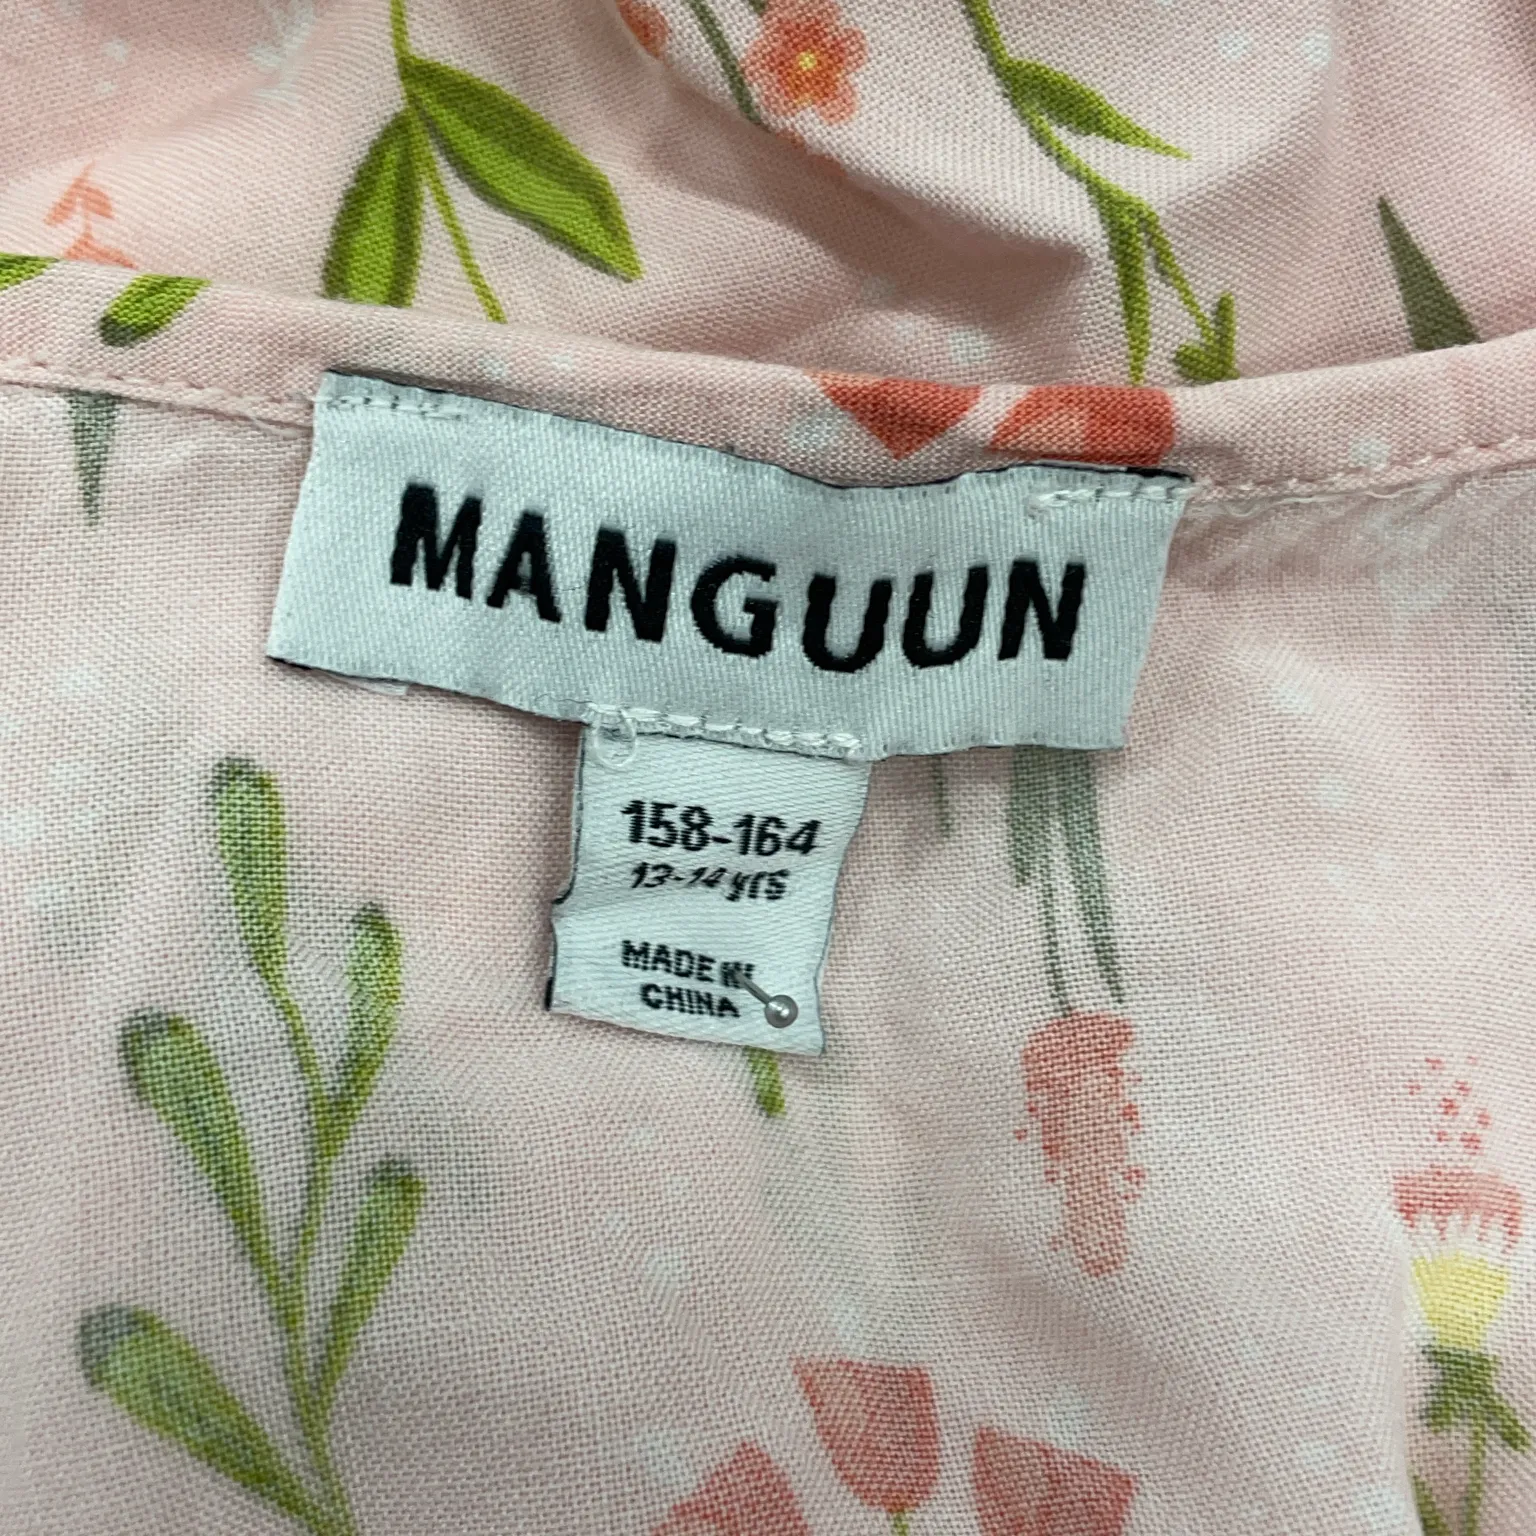 MANGUUN
158-164
13-14 yrs
MADE IN
CHINA